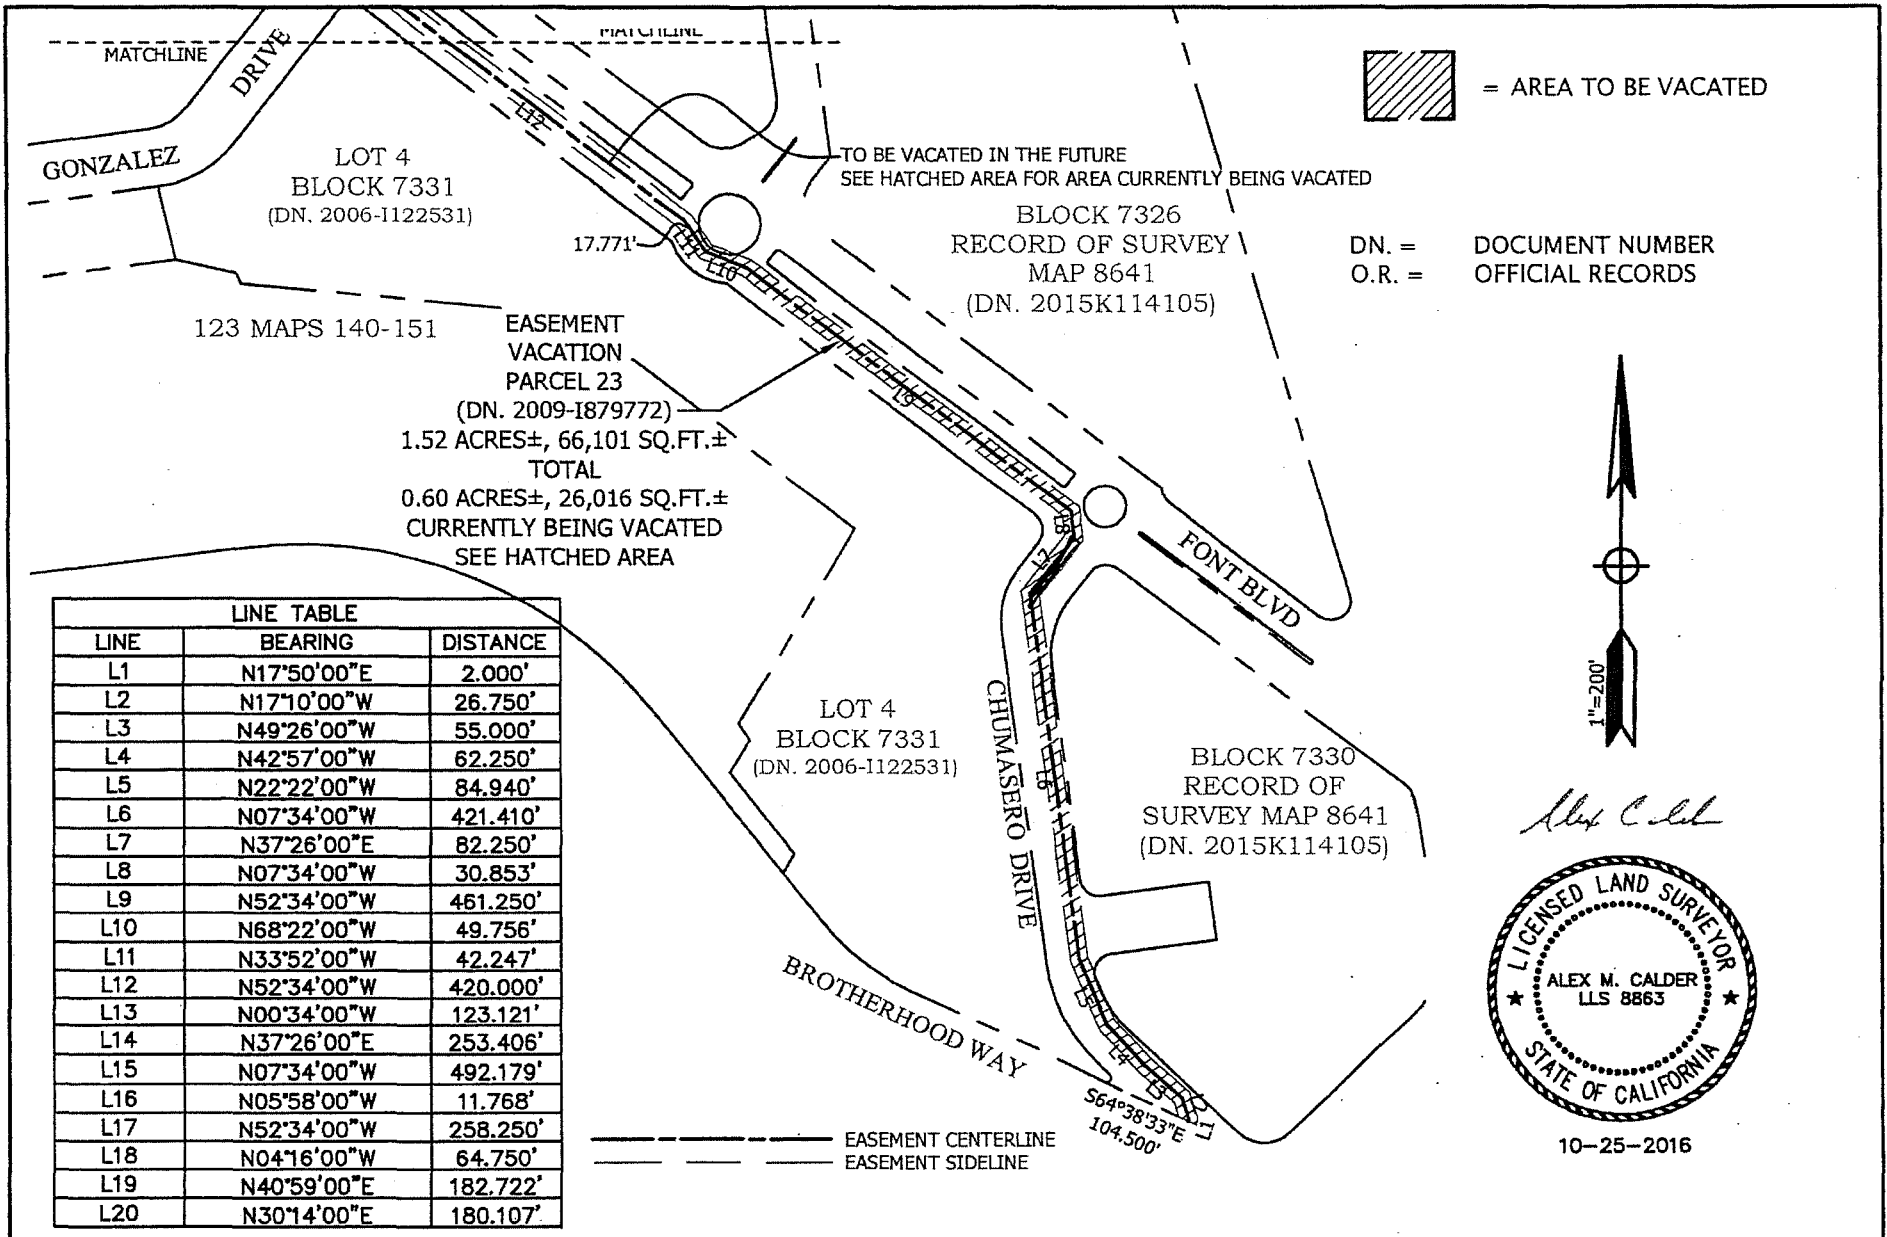 MATCHLINE
MATCHLINE
DRIVE
GONZALEZ
LOT 4
BLOCK 7331
(DN. 2006-I122531)
L12
17.771'
L11
L10
TO BE VACATED IN THE FUTURE
SEE HATCHED AREA FOR AREA CURRENTLY BEING VACATED
= AREA TO BE VACATED
BLOCK 7326
RECORD OF SURVEY
MAP 8641
(DN. 2015K114105)
DN. = DOCUMENT NUMBER
O.R. = OFFICIAL RECORDS
123 MAPS 140-151
EASEMENT
VACATION
PARCEL 23
(DN. 2009-I879772)
1.52 ACRES±, 66,101 SQ.FT.±
TOTAL
0.60 ACRES±, 26,016 SQ.FT.±
CURRENTLY BEING VACATED
SEE HATCHED AREA
L9
L8
L7
FONT BLVD
1"=200'
LINE TABLE
LINE BEARING DISTANCE
L1 N17°50'00"E 2.000'
L2 N17°10'00"W 26.750'
L3 N49°26'00"W 55.000'
L4 N42°57'00"W 62.250'
L5 N22°22'00"W 84.940'
L6 N07°34'00"W 421.410'
L7 N37°26'00"E 82.250'
L8 N07°34'00"W 30.853'
L9 N52°34'00"W 461.250'
L10 N68°22'00"W 49.756'
L11 N33°52'00"W 42.247'
L12 N52°34'00"W 420.000'
L13 N00°34'00"W 123.121'
L14 N37°26'00"E 253.406'
L15 N07°34'00"W 492.179'
L16 N05°58'00"W 11.768'
L17 N52°34'00"W 258.250'
L18 N04°16'00"W 64.750'
L19 N40°59'00"E 182.722'
L20 N30°14'00"E 180.107'
LOT 4
BLOCK 7331
(DN. 2006-I122531)
CHUMASERO DRIVE
L6
BLOCK 7330
RECORD OF
SURVEY MAP 8641
(DN. 2015K114105)
BROTHERHOOD WAY
L5
L4
L3
L1
S64°38'33"E
104.500'
EASEMENT CENTERLINE
EASEMENT SIDELINE
Alex Calder
LICENSED LAND SURVEYOR
ALEX M. CALDER
LLS 8863
STATE OF CALIFORNIA
10-25-2016